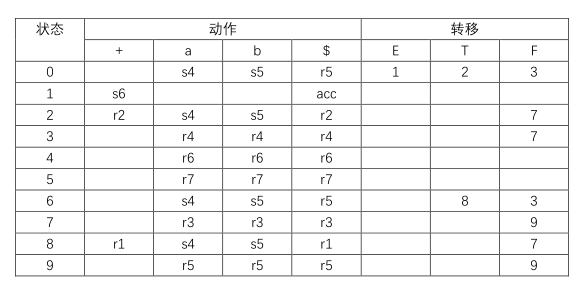 状态 动作 转移
+ a b $ E T F
0 s4 s5 r5 1 2 3
1 s6 acc
2 r2 s4 s5 r2 7
3 r4 r4 r4 7
4 r6 r6 r6
5 r7 r7 r7
6 s4 s5 r5 8 3
7 r3 r3 r3 9
8 r1 s4 s5 r1 7
9 r5 r5 r5 9